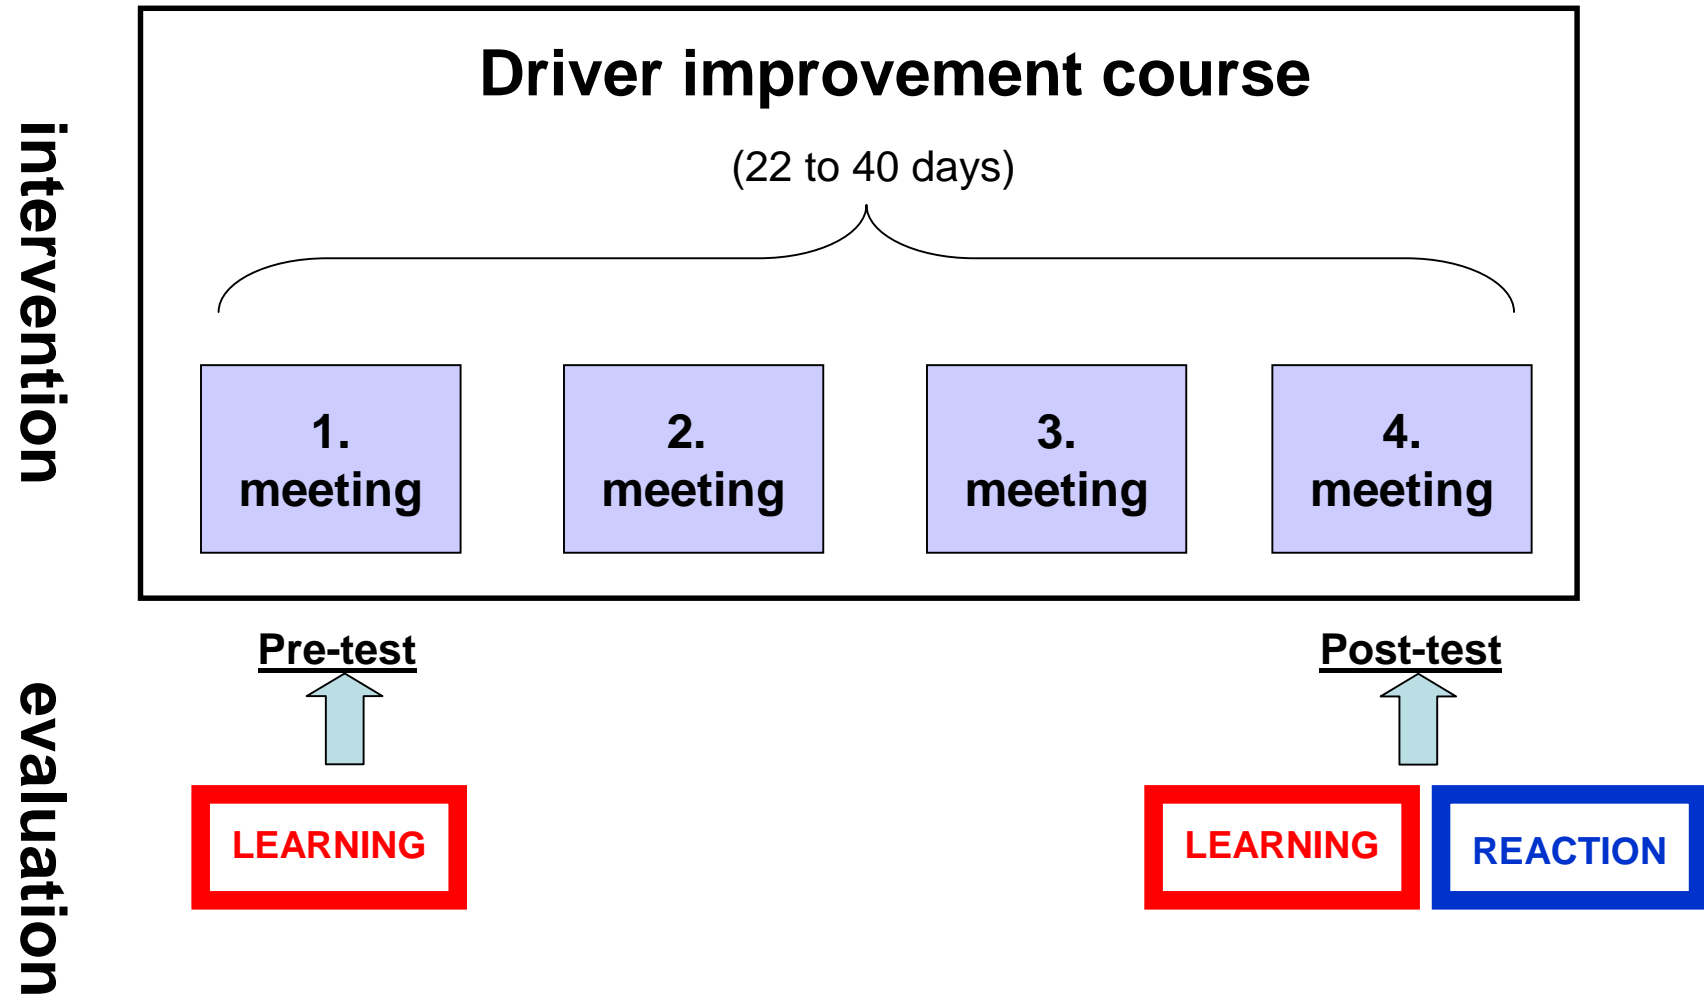 Driver improvement course
(22 to 40 days)
intervention
1.
meeting
2.
meeting
3.
meeting
4.
meeting
Pre-test
Post-test
evaluation
LEARNING
LEARNING
REACTION